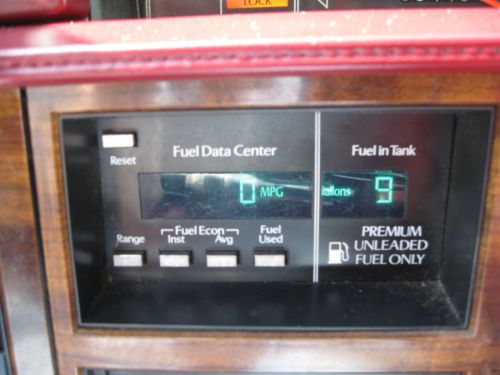 LOCK
Reset
Fuel Data Center
Fuel in Tank
0 MPG
allons 9
Range
Fuel Econ
Inst
Avg
Fuel
Used
PREMIUM
UNLEADED
FUEL ONLY